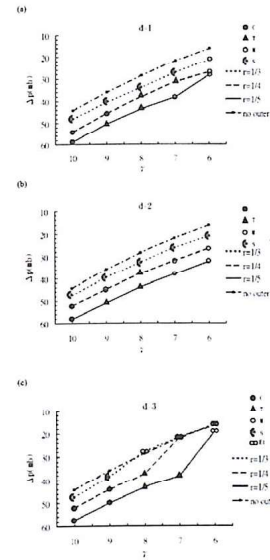 (a)
d-1
Δp(mb)
10
20
30
40
50
60
10 9 8 7 6
γ
T
r=1/3
r=1/4
r=1/5
no outer
(b)
d-2
Δp(mb)
10
20
30
40
50
60
10 9 8 7 6
γ
T
r=1/3
r=1/4
r=1/5
no outer
(c)
d-3
Δp(mb)
10
20
30
40
50
60
10 9 8 7 6
γ
T
r=1/3
r=1/4
r=1/5
no ou